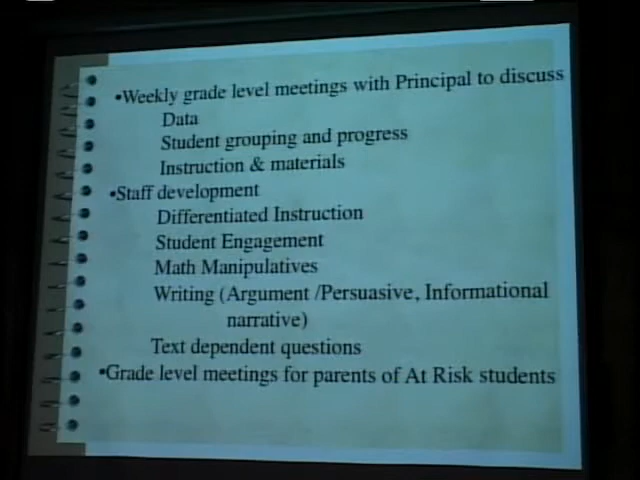 •Weekly grade level meetings with Principal to discuss
Data
Student grouping and progress
Instruction & materials
•Staff development
Differentiated Instruction
Student Engagement
Math Manipulatives
Writing (Argument /Persuasive, Informational
narrative)
Text dependent questions
•Grade level meetings for parents of At Risk students